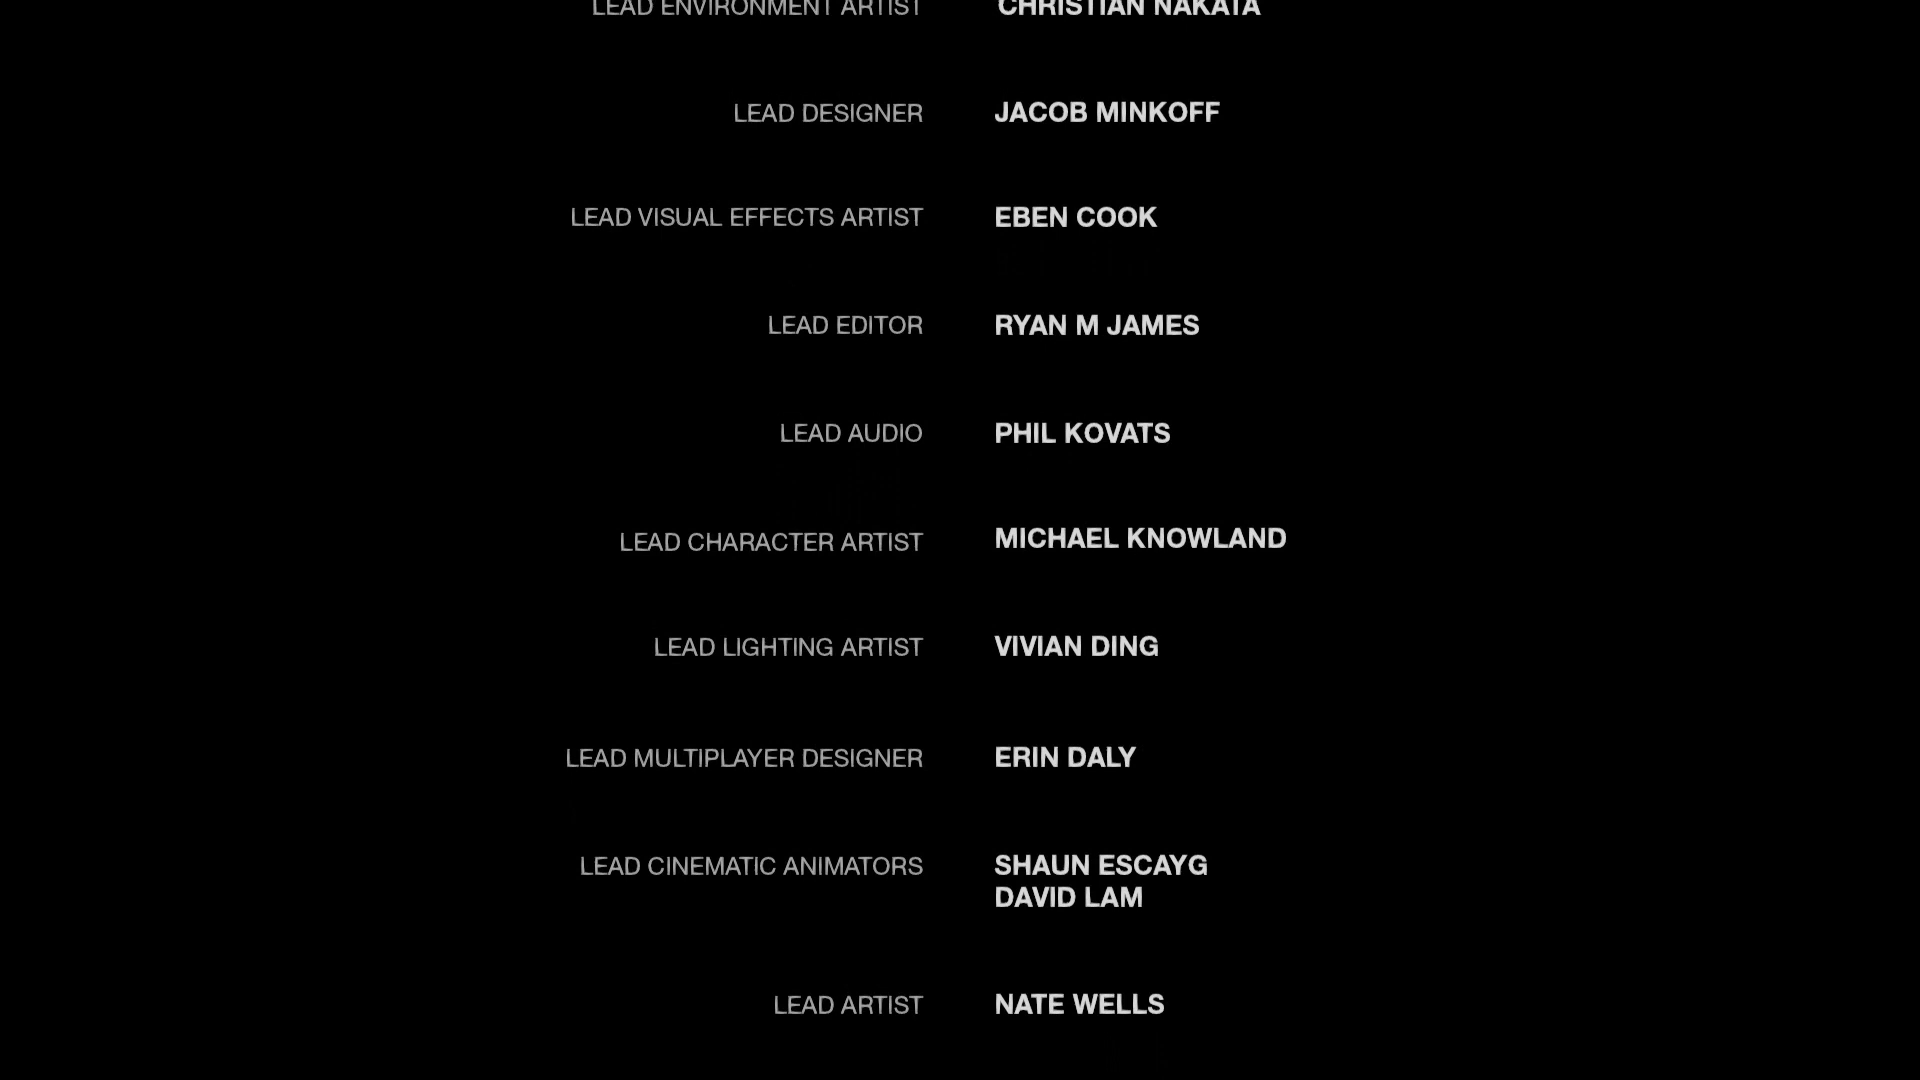 LEAD ENVIRONMENT ARTIST CHRISTIAN NAKATA
LEAD DESIGNER JACOB MINKOFF
LEAD VISUAL EFFECTS ARTIST EBEN COOK
LEAD EDITOR RYAN M JAMES
LEAD AUDIO PHIL KOVATS
LEAD CHARACTER ARTIST MICHAEL KNOWLAND
LEAD LIGHTING ARTIST VIVIAN DING
LEAD MULTIPLAYER DESIGNER ERIN DALY
LEAD CINEMATIC ANIMATORS SHAUN ESCAYG
DAVID LAM
LEAD ARTIST NATE WELLS